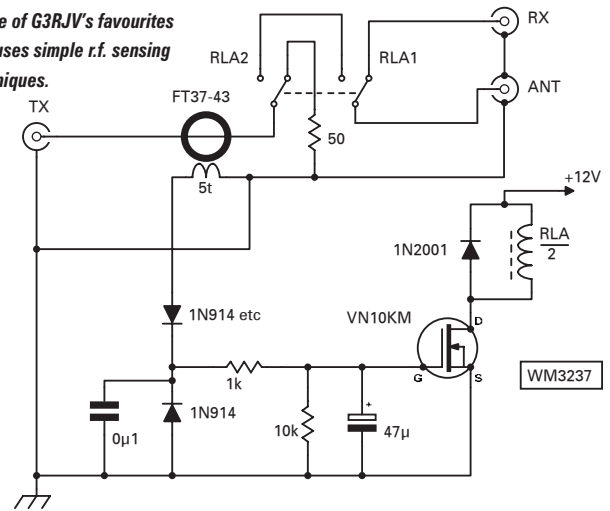 e of G3RJV's favourites
uses simple r.f. sensing
niques.
RX
RLA2
RLA1
ANT
FT37-43
TX
50
5t
+12V
1N2001
RLA
2
1N914 etc
VN10KM
D
G
S
WM3237
1k
1N914
+
0µ1
10k
47µ